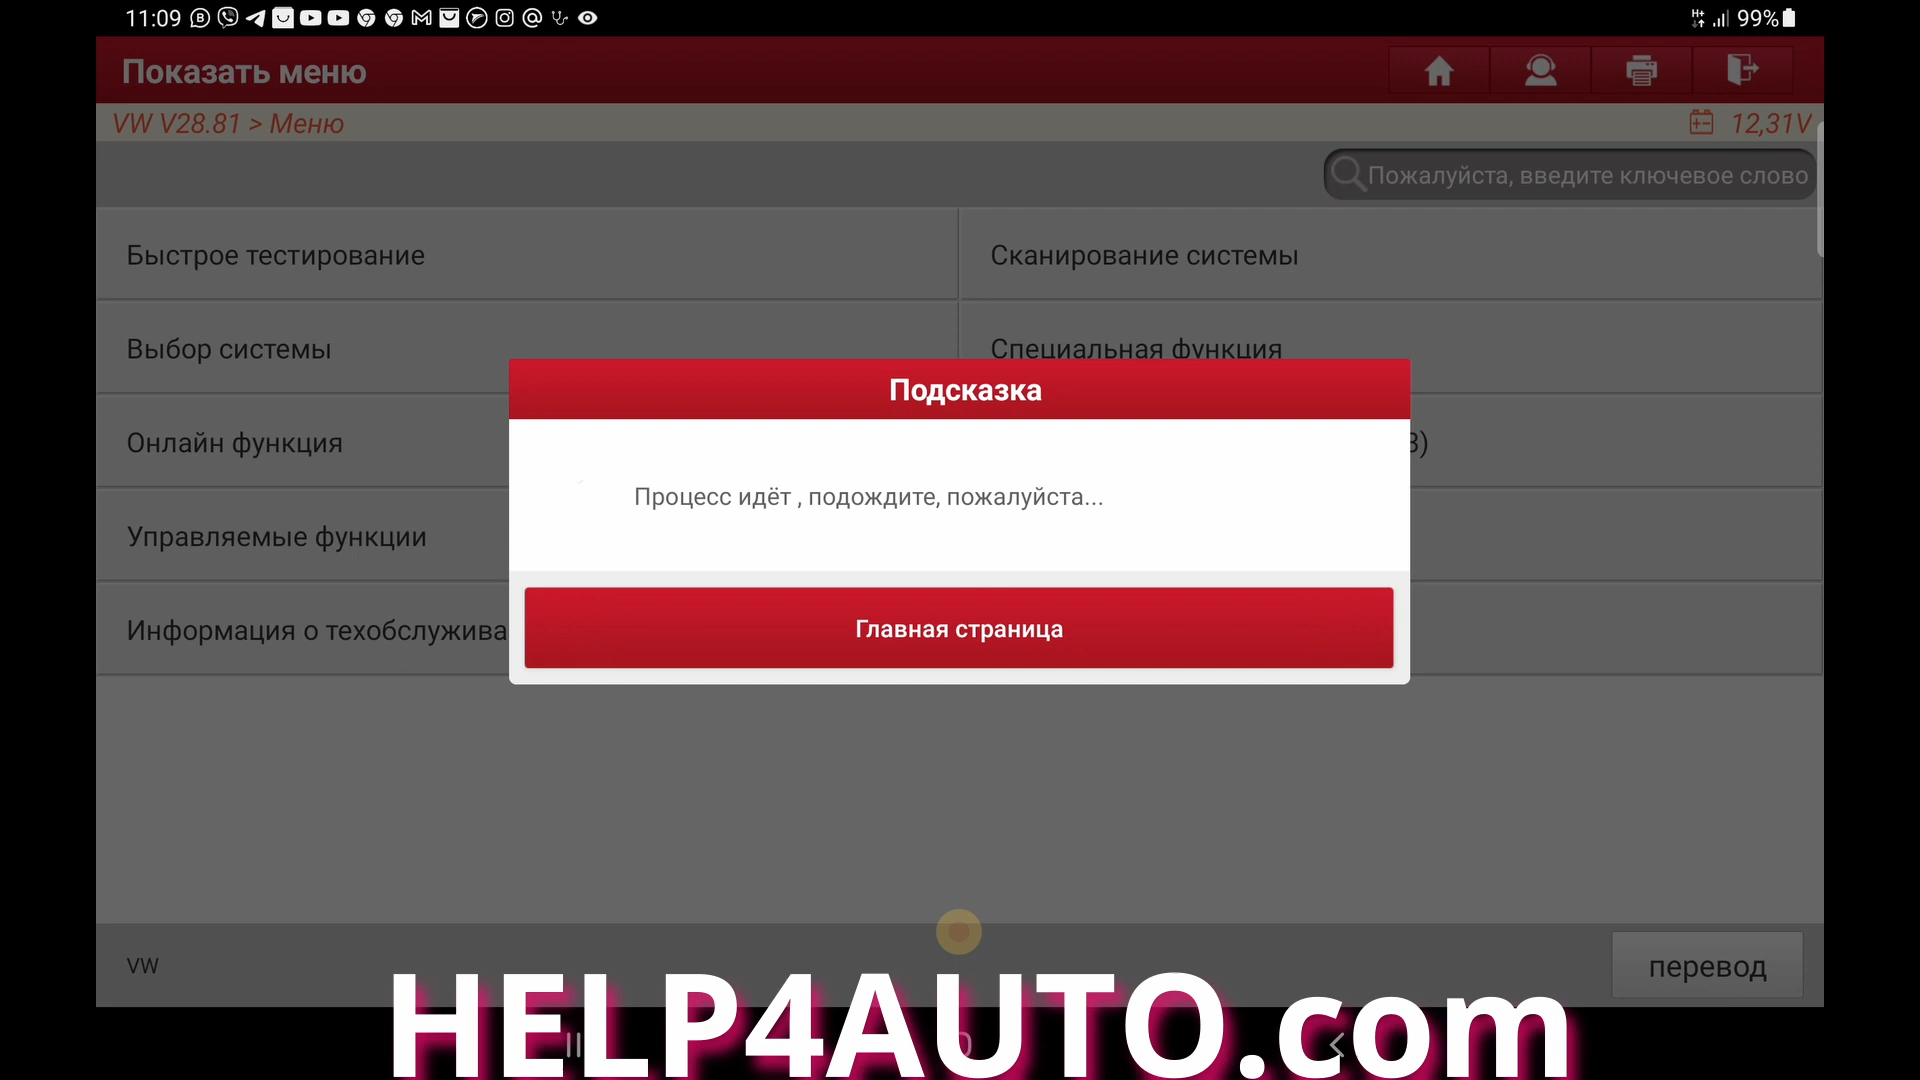 11:09
99%
Показать меню
VW V28.81 > Меню
12,31V
Пожалуйста, введите ключевое слово
Быстрое тестирование
Сканирование системы
Выбор системы
Специальная функция
Подсказка
Онлайн функция
Процесс идёт , подождите, пожалуйста...
Управляемые функции
Информация о техобслужива
Главная страница
VW
перевод
HELP4AUTO.com